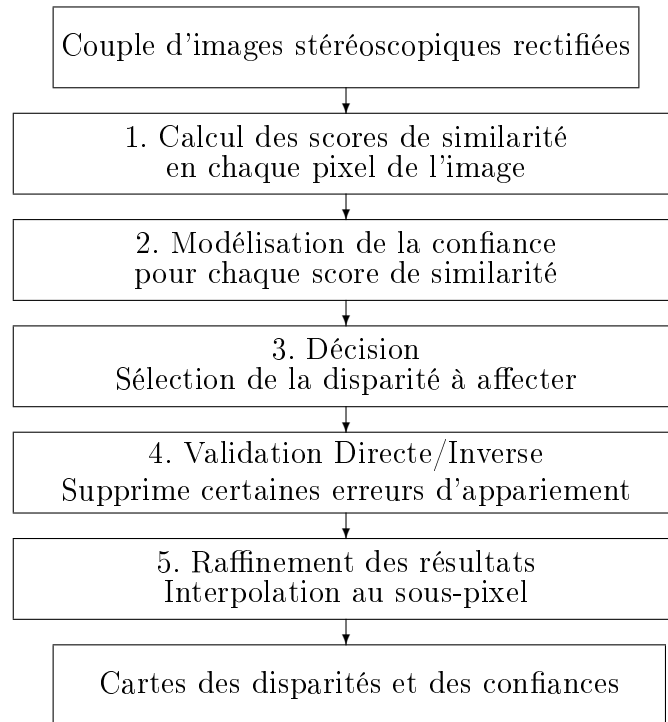 Couple d'images stéréoscopiques rectifiées
1. Calcul des scores de similarité
en chaque pixel de l'image
2. Modélisation de la confiance
pour chaque score de similarité
3. Décision
Sélection de la disparité à affecter
4. Validation Directe/Inverse
Supprime certaines erreurs d'appariement
5. Raffinement des résultats
Interpolation au sous-pixel
Cartes des disparités et des confiances